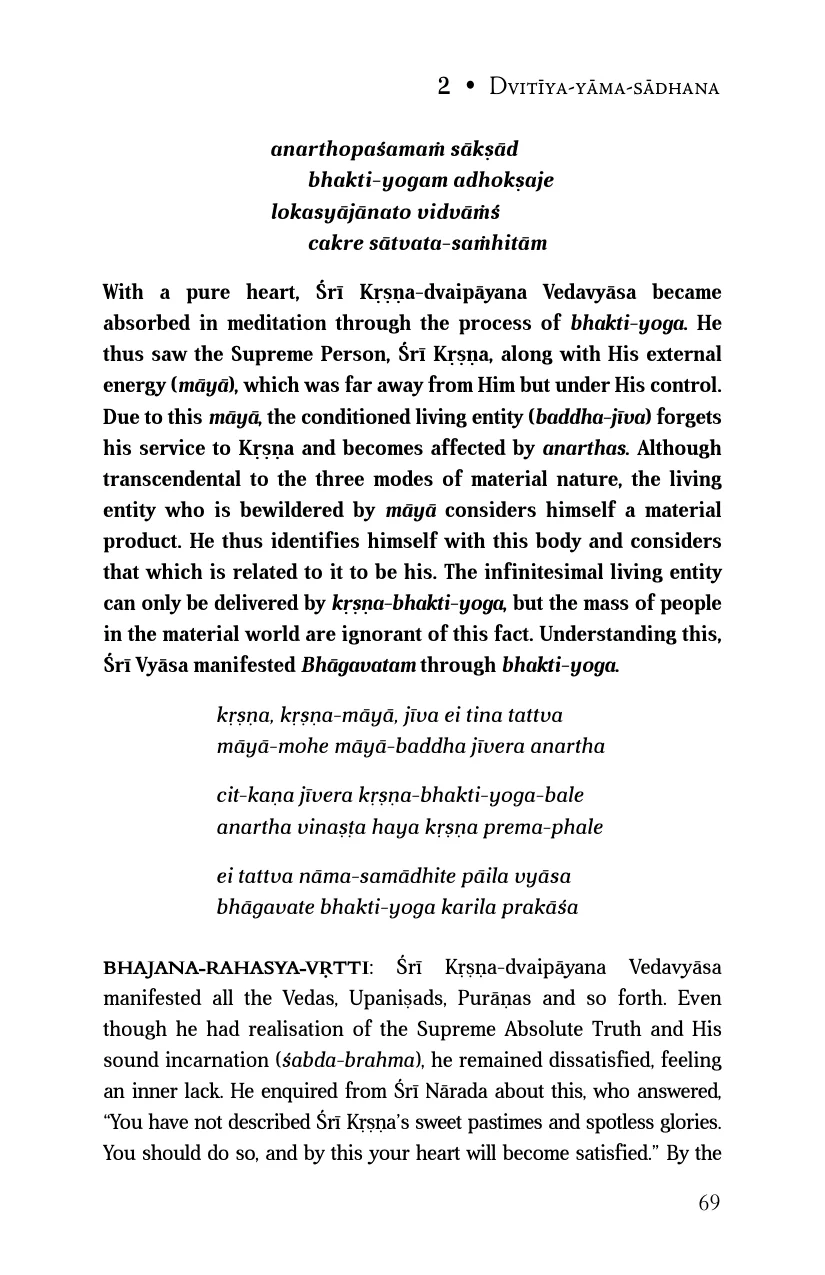 2 • Dvitīya-yāma-sādhana
anarthopaśamaṁ sākṣād
bhakti-yogam adhokṣaje
lokasyājānato vidvāṁś
cakre sātvata-saṁhitām
With a pure heart, Śrī Kṛṣṇa-dvaipāyana Vedavyāsa became
absorbed in meditation through the process of bhakti-yoga. He
thus saw the Supreme Person, Śrī Kṛṣṇa, along with His external
energy (māyā), which was far away from Him but under His control.
Due to this māyā, the conditioned living entity (baddha-jīva) forgets
his service to Kṛṣṇa and becomes affected by anarthas. Although
transcendental to the three modes of material nature, the living
entity who is bewildered by māyā considers himself a material
product. He thus identifies himself with this body and considers
that which is related to it to be his. The infinitesimal living entity
can only be delivered by kṛṣṇa-bhakti-yoga, but the mass of people
in the material world are ignorant of this fact. Understanding this,
Śrī Vyāsa manifested Bhāgavatam through bhakti-yoga.
kṛṣṇa, kṛṣṇa-māyā, jīva ei tina tattva
māyā-mohe māyā-baddha jīvera anartha
cit-kaṇa jīvera kṛṣṇa-bhakti-yoga-bale
anartha vinaṣṭa haya kṛṣṇa prema-phale
ei tattva nāma-samādhite pāila vyāsa
bhāgavate bhakti-yoga karila prakāśa
BHAJANA-RAHASYA-VṚTTI: Śrī Kṛṣṇa-dvaipāyana Vedavyāsa
manifested all the Vedas, Upaniṣads, Purāṇas and so forth. Even
though he had realisation of the Supreme Absolute Truth and His
sound incarnation (śabda-brahma), he remained dissatisfied, feeling
an inner lack. He enquired from Śrī Nārada about this, who answered,
“You have not described Śrī Kṛṣṇa’s sweet pastimes and spotless glories.
You should do so, and by this your heart will become satisfied.” By the
69